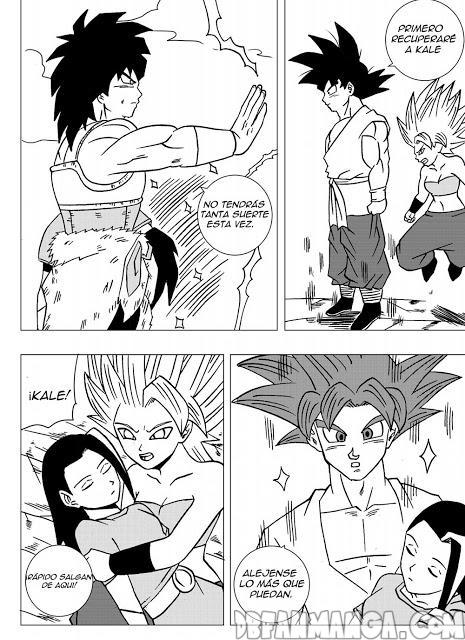 NO TENDRÁS
TANTA SUERTE
ESTA VEZ.
PRIMERO
RECUPERARÉ
A KALE
¡KALE!
¡RÁPIDO SALGAN
DE AQUI!
ALÉJENSE
LO MÁS QUE
PUEDAN.
DBFANMANGA.COM